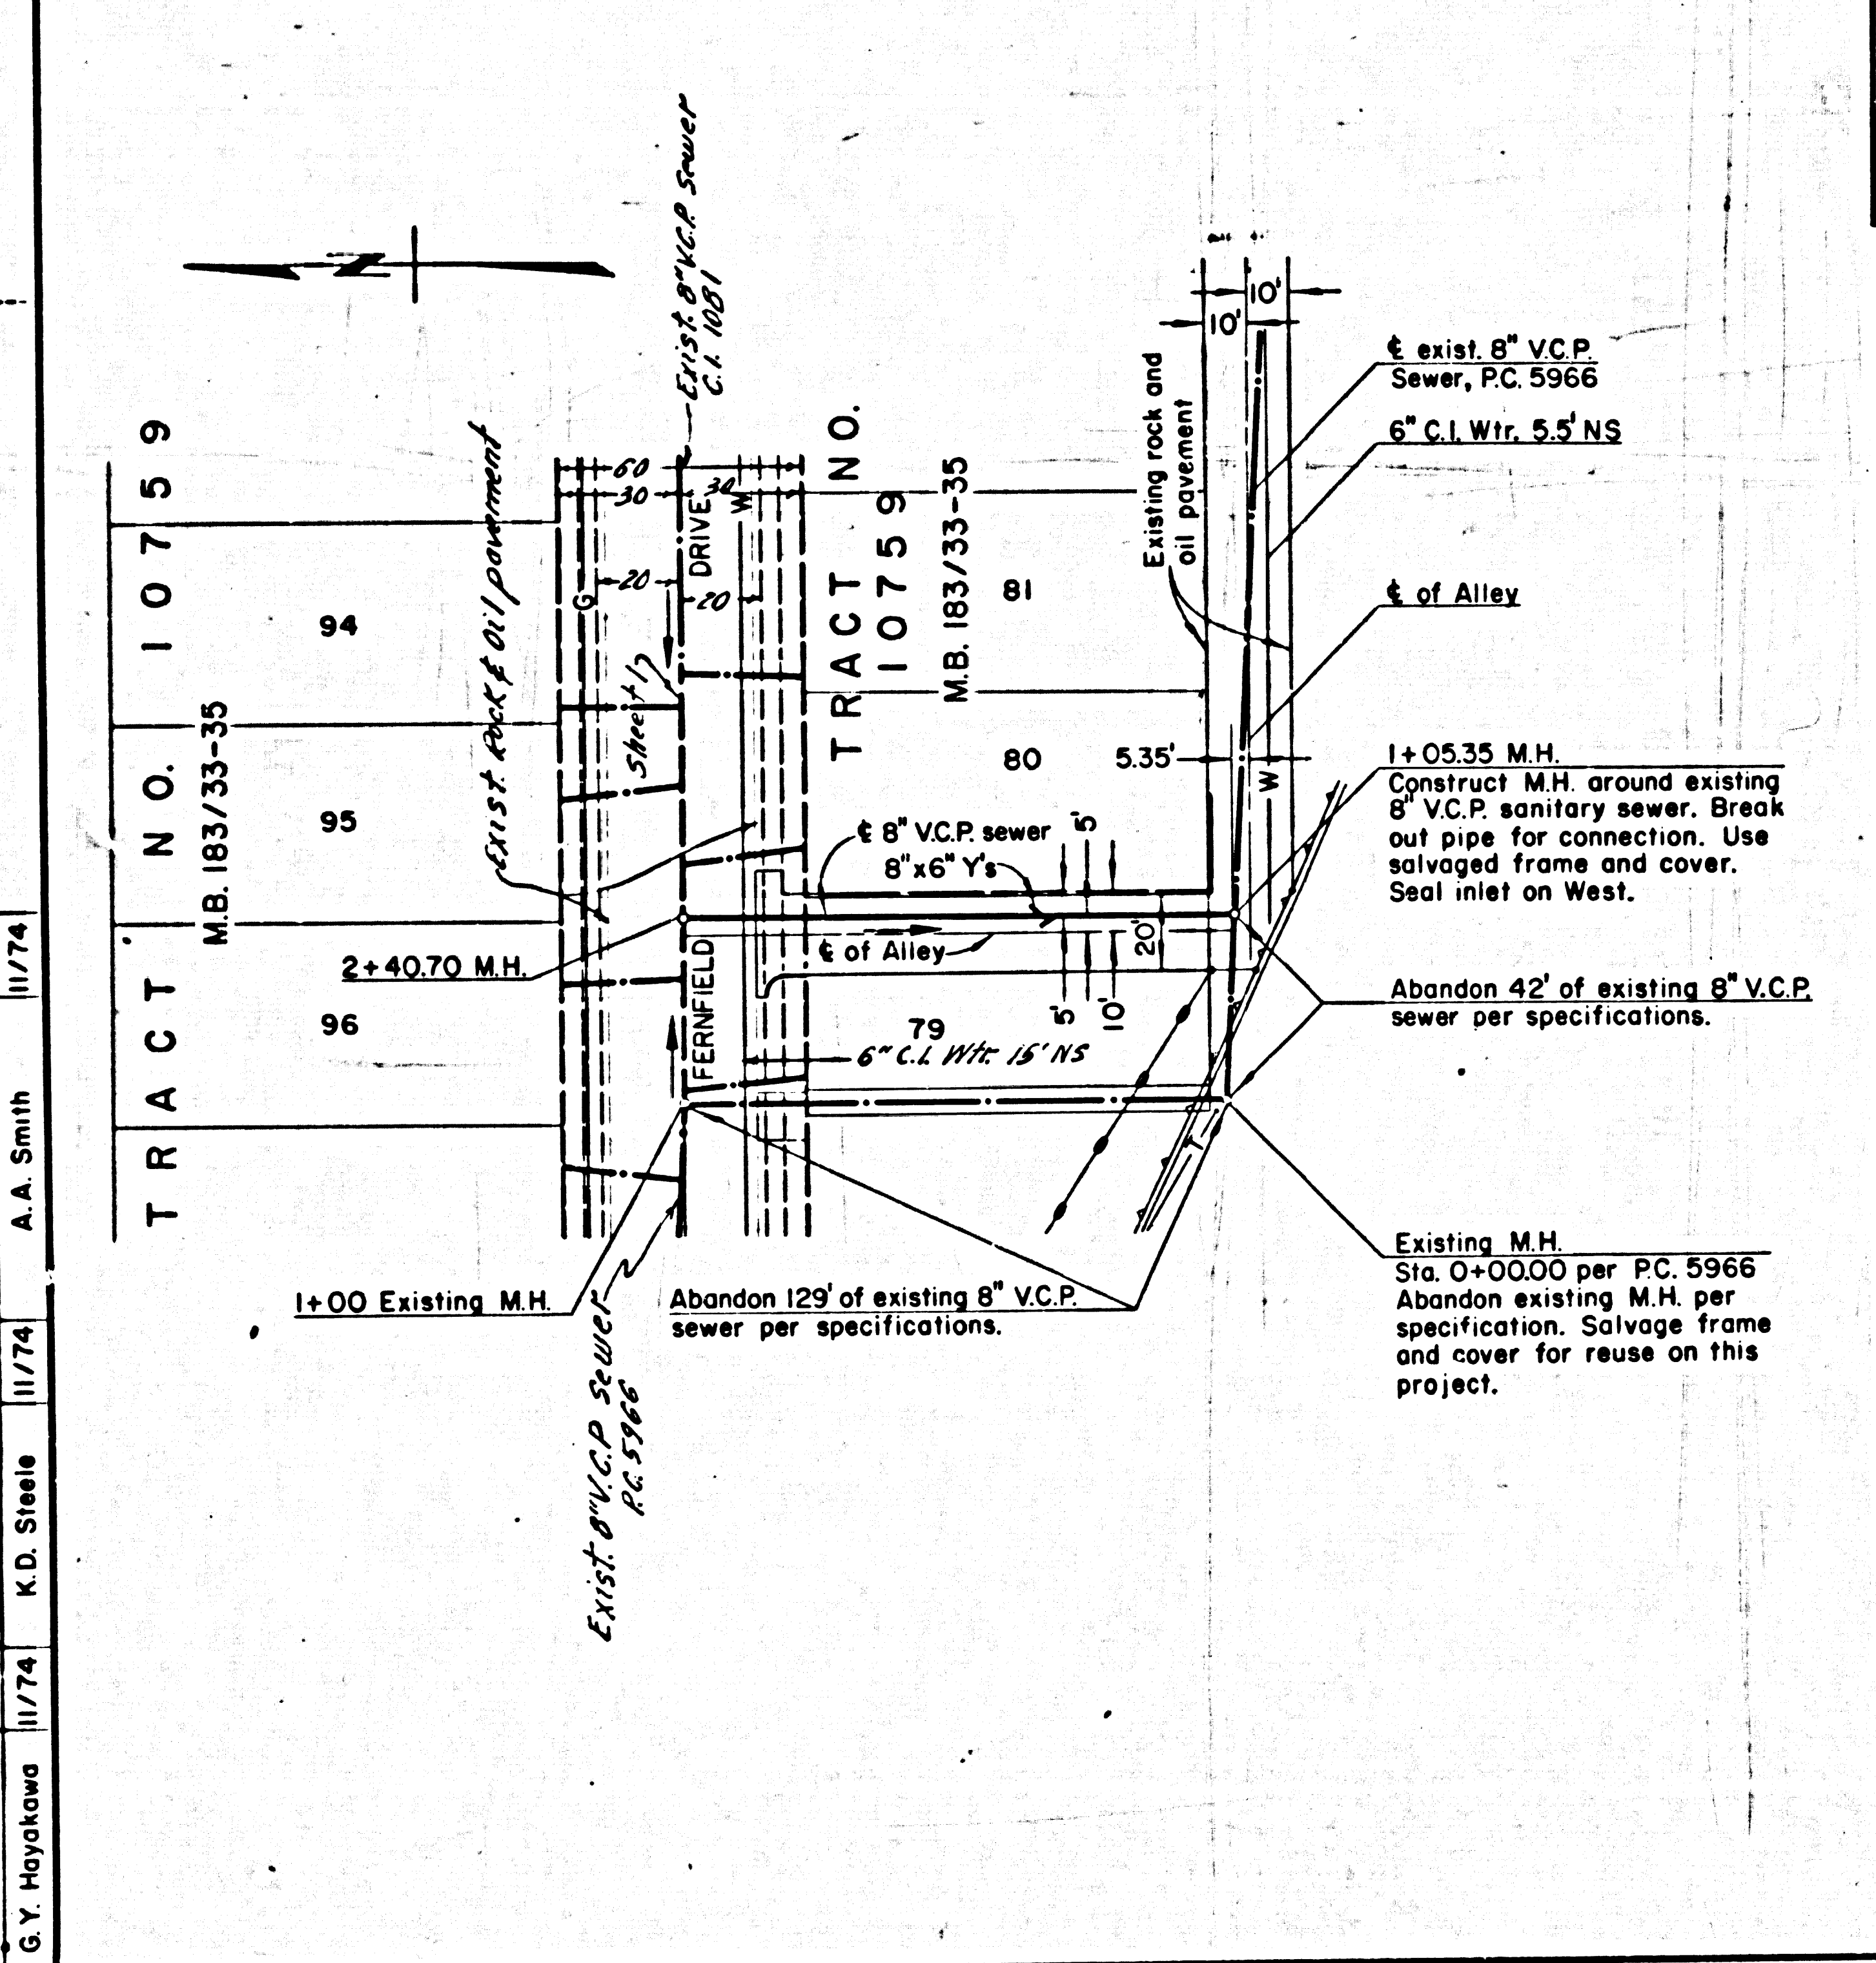 Exist. 8" V.C.P. Sewer
C.I. 1081
N
10'
10'
℄ exist. 8" V.C.P.
Sewer, P.C. 5966
6" C.I. Wtr. 5.5' NS
Existing rock and
oil pavement
TRACT NO. 10759
M.B. 183/33-35
Exist. Rock & Oil pavement
60
30
30
W
G
20
20
DRIVE
TRACT NO.
10759
M.B. 183/33-35
81
℄ of Alley
94
Sheet 1
80
5.35'
W
1+05.35 M.H.
Construct M.H. around existing
8" V.C.P. sanitary sewer. Break
out pipe for connection. Use
salvaged frame and cover.
Seal inlet on West.
95
℄ 8" V.C.P. sewer
8"x6" Y's
5'
20'
℄ of Alley
2+40.70 M.H.
FERNFIELD
5'
10'
Abandon 42' of existing 8" V.C.P.
sewer per specifications.
96
79
6" C.I. Wtr. 15' NS
T
Existing M.H.
Sta. 0+00.00 per P.C. 5966
Abandon existing M.H. per
specification. Salvage frame
and cover for reuse on this
project.
1+00 Existing M.H.
Abandon 129' of existing 8" V.C.P.
sewer per specifications.
Exist. 8" V.C.P Sewer
P.C. 5966
G. Y. Hayakawa 11/74
K.D. Steele 11/74
A. A. Smith 11/74